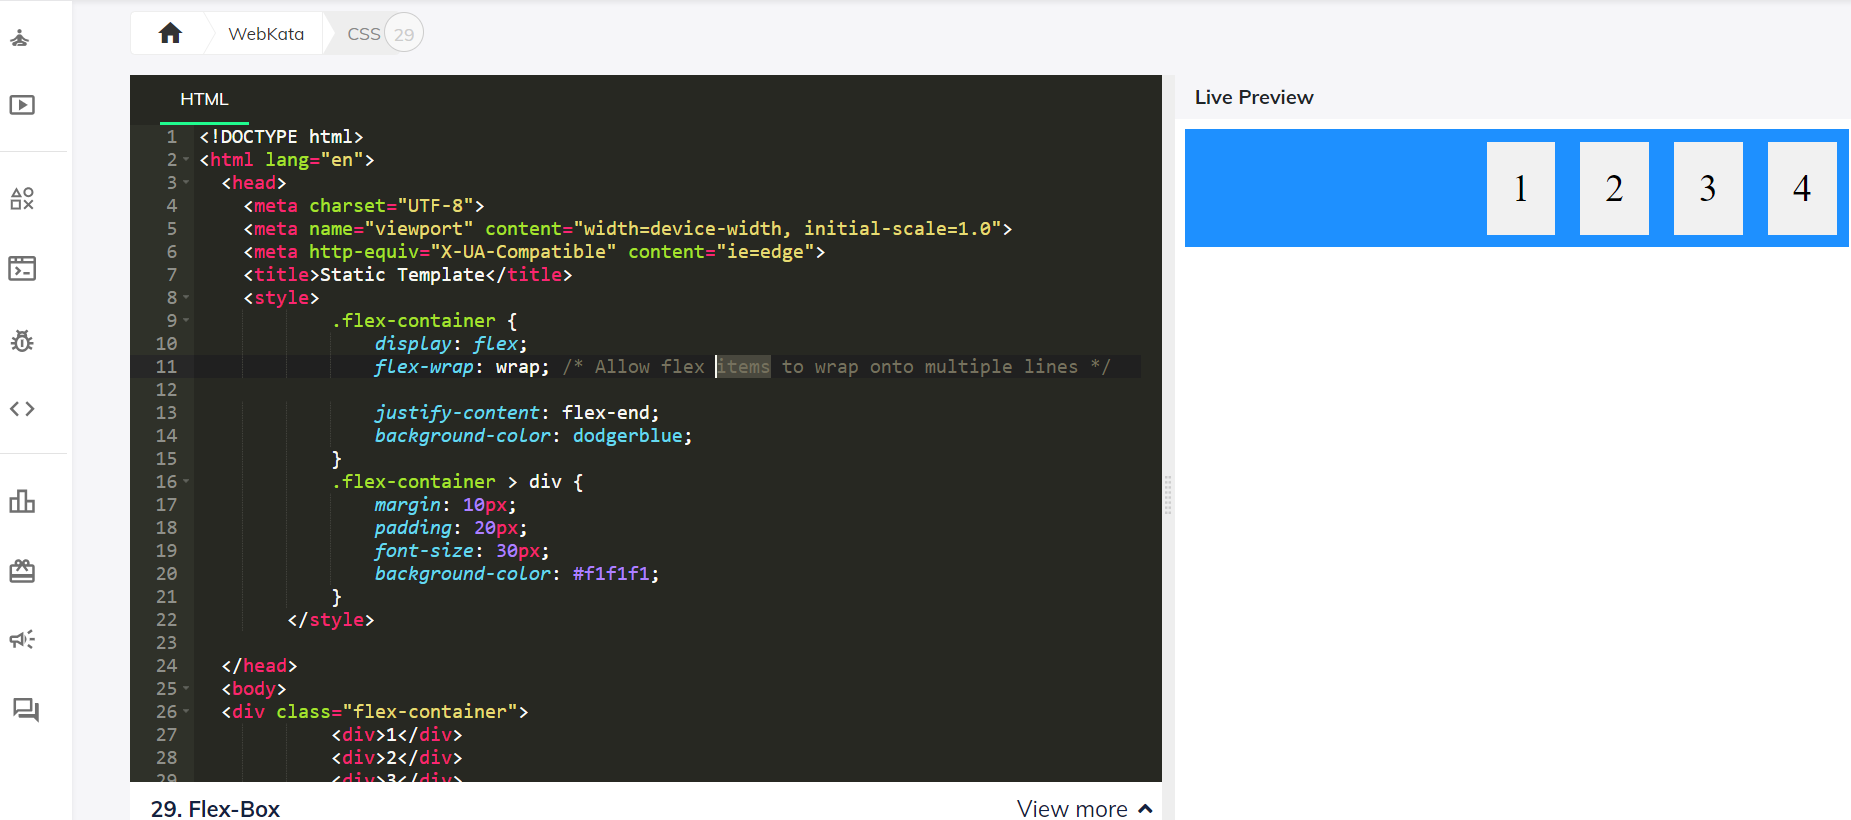 WebKata CSS 29
HTML
1 <!DOCTYPE html>
2 <html lang="en">
3 <head>
4 <meta charset="UTF-8">
5 <meta name="viewport" content="width=device-width, initial-scale=1.0">
6 <meta http-equiv="X-UA-Compatible" content="ie=edge">
7 <title>Static Template</title>
8 <style>
9 .flex-container {
10 display: flex;
11 flex-wrap: wrap; /* Allow flex items to wrap onto multiple lines */
12
13 justify-content: flex-end;
14 background-color: dodgerblue;
15 }
16 .flex-container > div {
17 margin: 10px;
18 padding: 20px;
19 font-size: 30px;
20 background-color: #f1f1f1;
21 }
22 </style>
23
24 </head>
25 <body>
26 <div class="flex-container">
27 <div>1</div>
28 <div>2</div>
29 <div>3</div>
29. Flex-Box View more
Live Preview
1 2 3 4